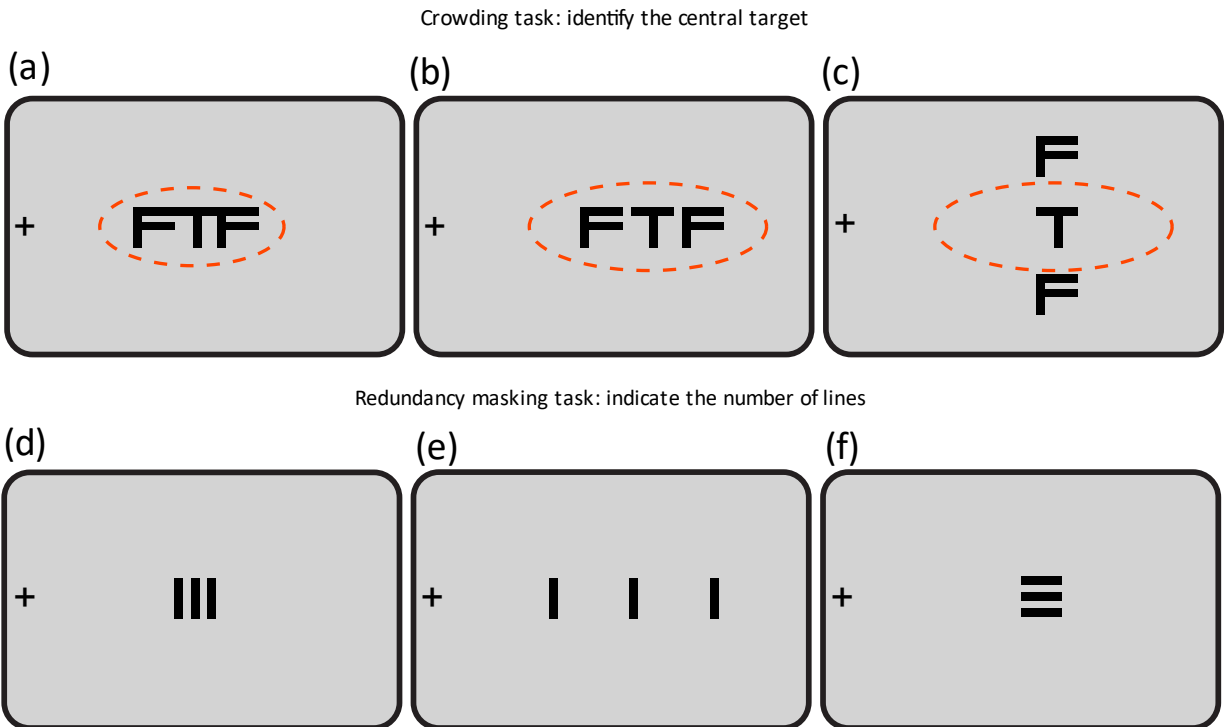 Crowding task: identify the central target
(a) (b) (c)
+ FTF + FTF + F
T
F
Redundancy masking task: indicate the number of lines
(d) (e) (f)
+ + +